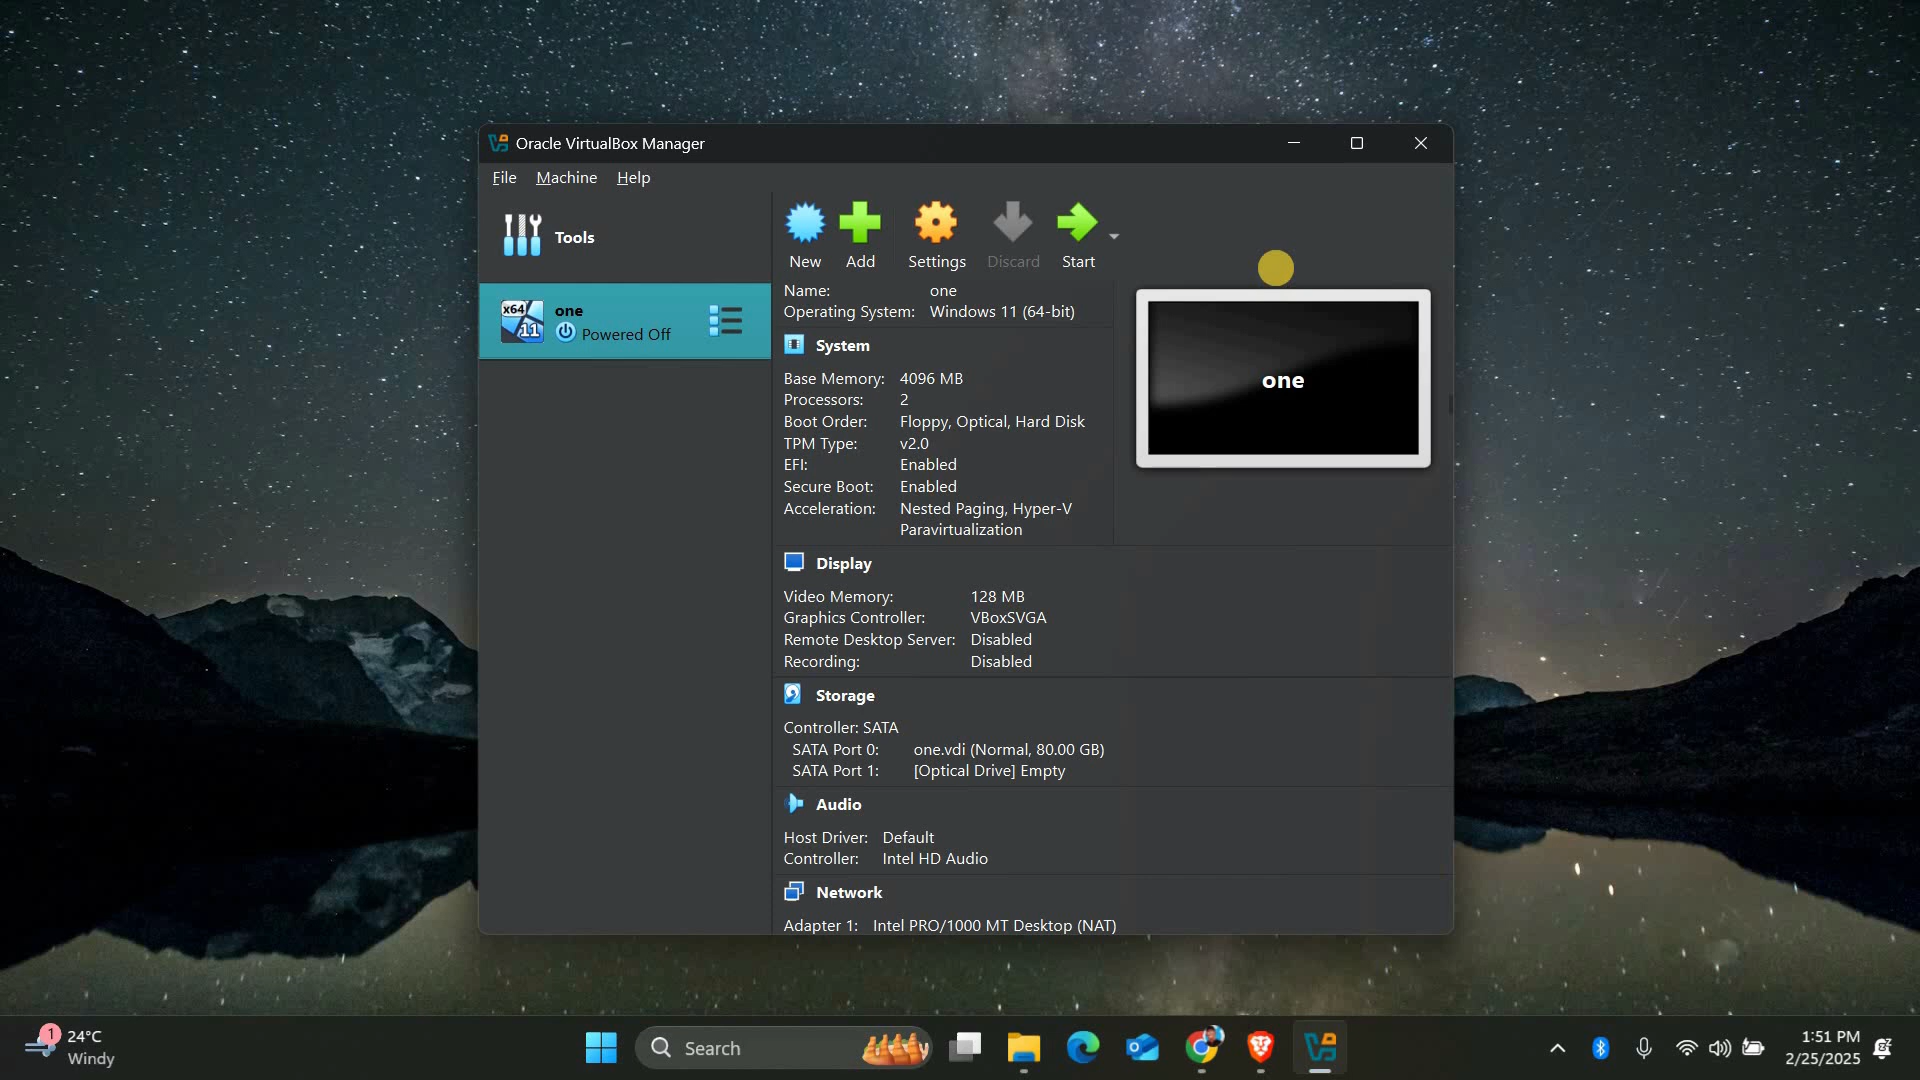 Oracle VirtualBox Manager
File Machine Help
Tools
New Add Settings Discard Start
x64
11
one
Powered Off
Name: one
Operating System: Windows 11 (64-bit)
System
Base Memory: 4096 MB
Processors: 2
Boot Order: Floppy, Optical, Hard Disk
TPM Type: v2.0
EFI: Enabled
Secure Boot: Enabled
Acceleration: Nested Paging, Hyper-V
Paravirtualization
one
Display
Video Memory: 128 MB
Graphics Controller: VBoxSVGA
Remote Desktop Server: Disabled
Recording: Disabled
Storage
Controller: SATA
SATA Port 0: one.vdi (Normal, 80.00 GB)
SATA Port 1: [Optical Drive] Empty
Audio
Host Driver: Default
Controller: Intel HD Audio
Network
Adapter 1: Intel PRO/1000 MT Desktop (NAT)
1
24°C
Windy
Search
1:51 PM
2/25/2025